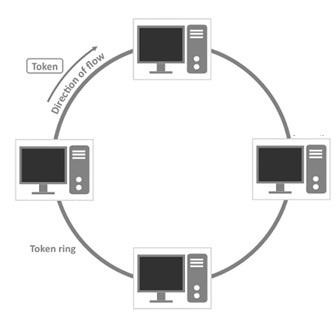 Token
Direction of flow
Token ring